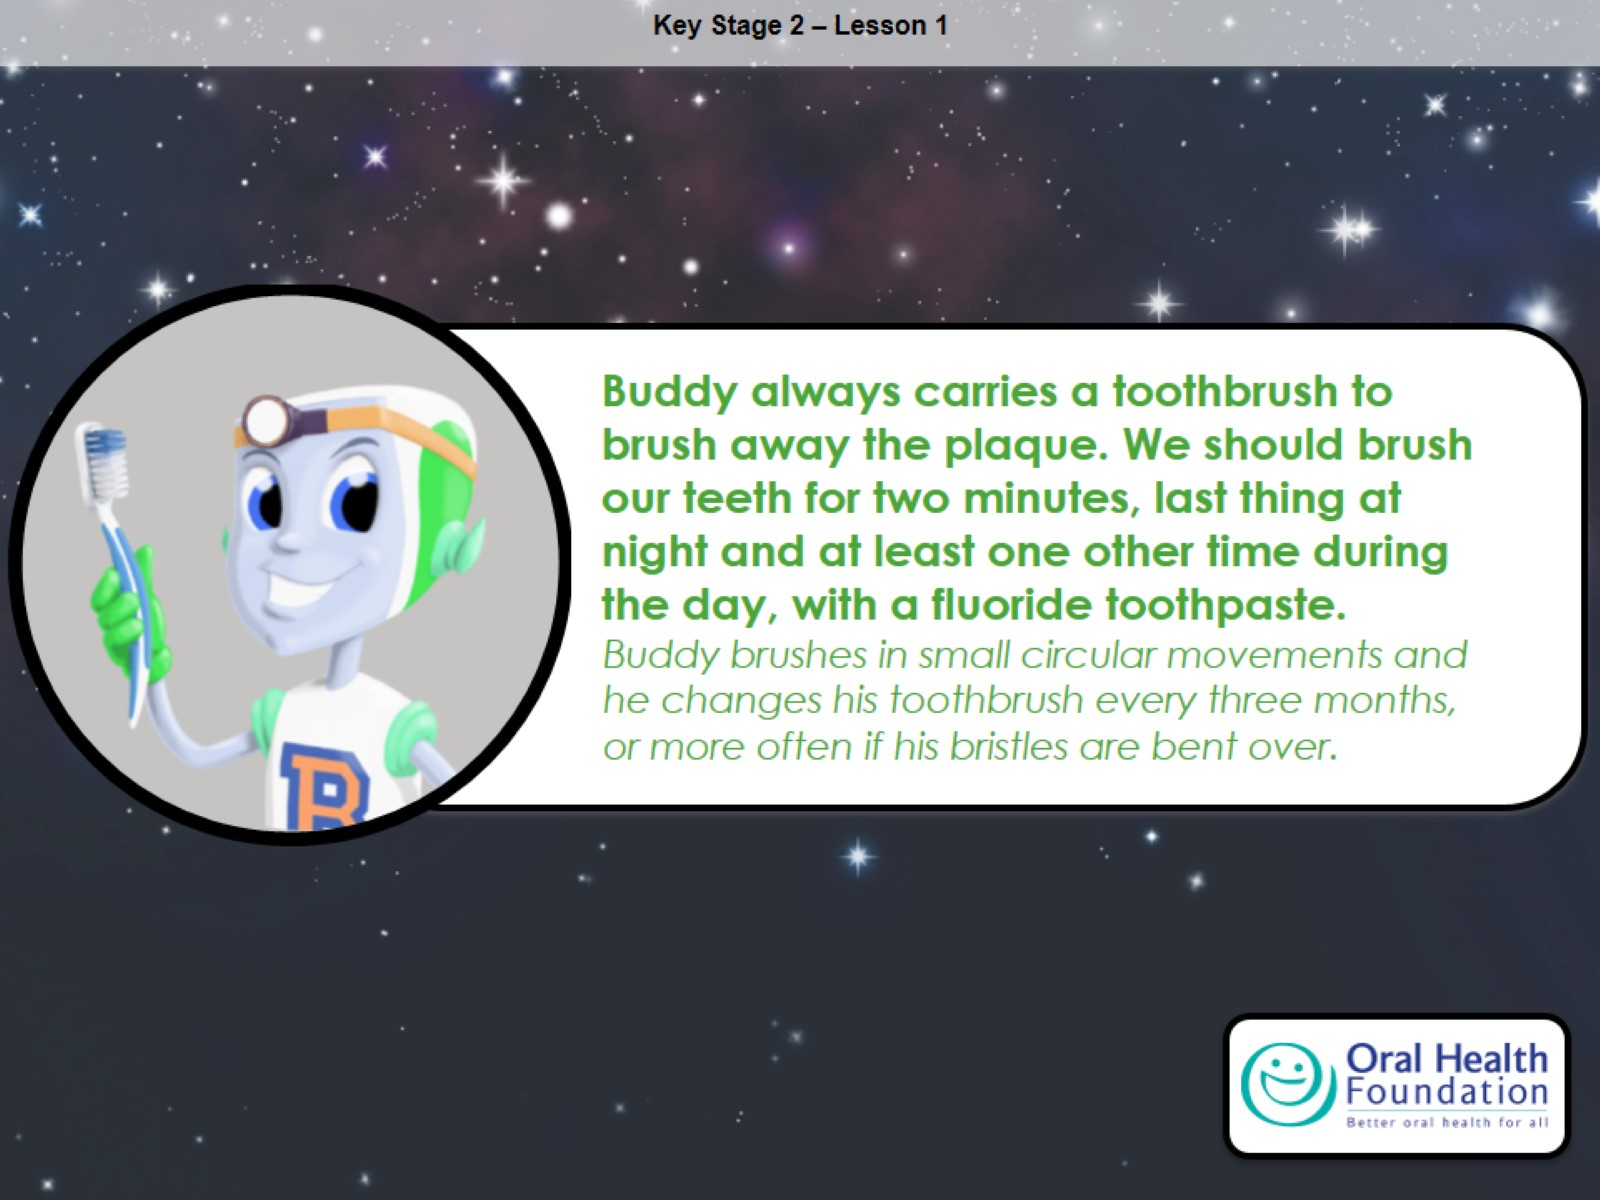 Key Stage 2 – Lesson 1
Buddy always carries a toothbrush to
brush away the plaque. We should brush
our teeth for two minutes, last thing at
night and at least one other time during
the day, with a fluoride toothpaste.
Buddy brushes in small circular movements and
he changes his toothbrush every three months,
or more often if his bristles are bent over.
B
Oral Health
Foundation
Better oral health for all